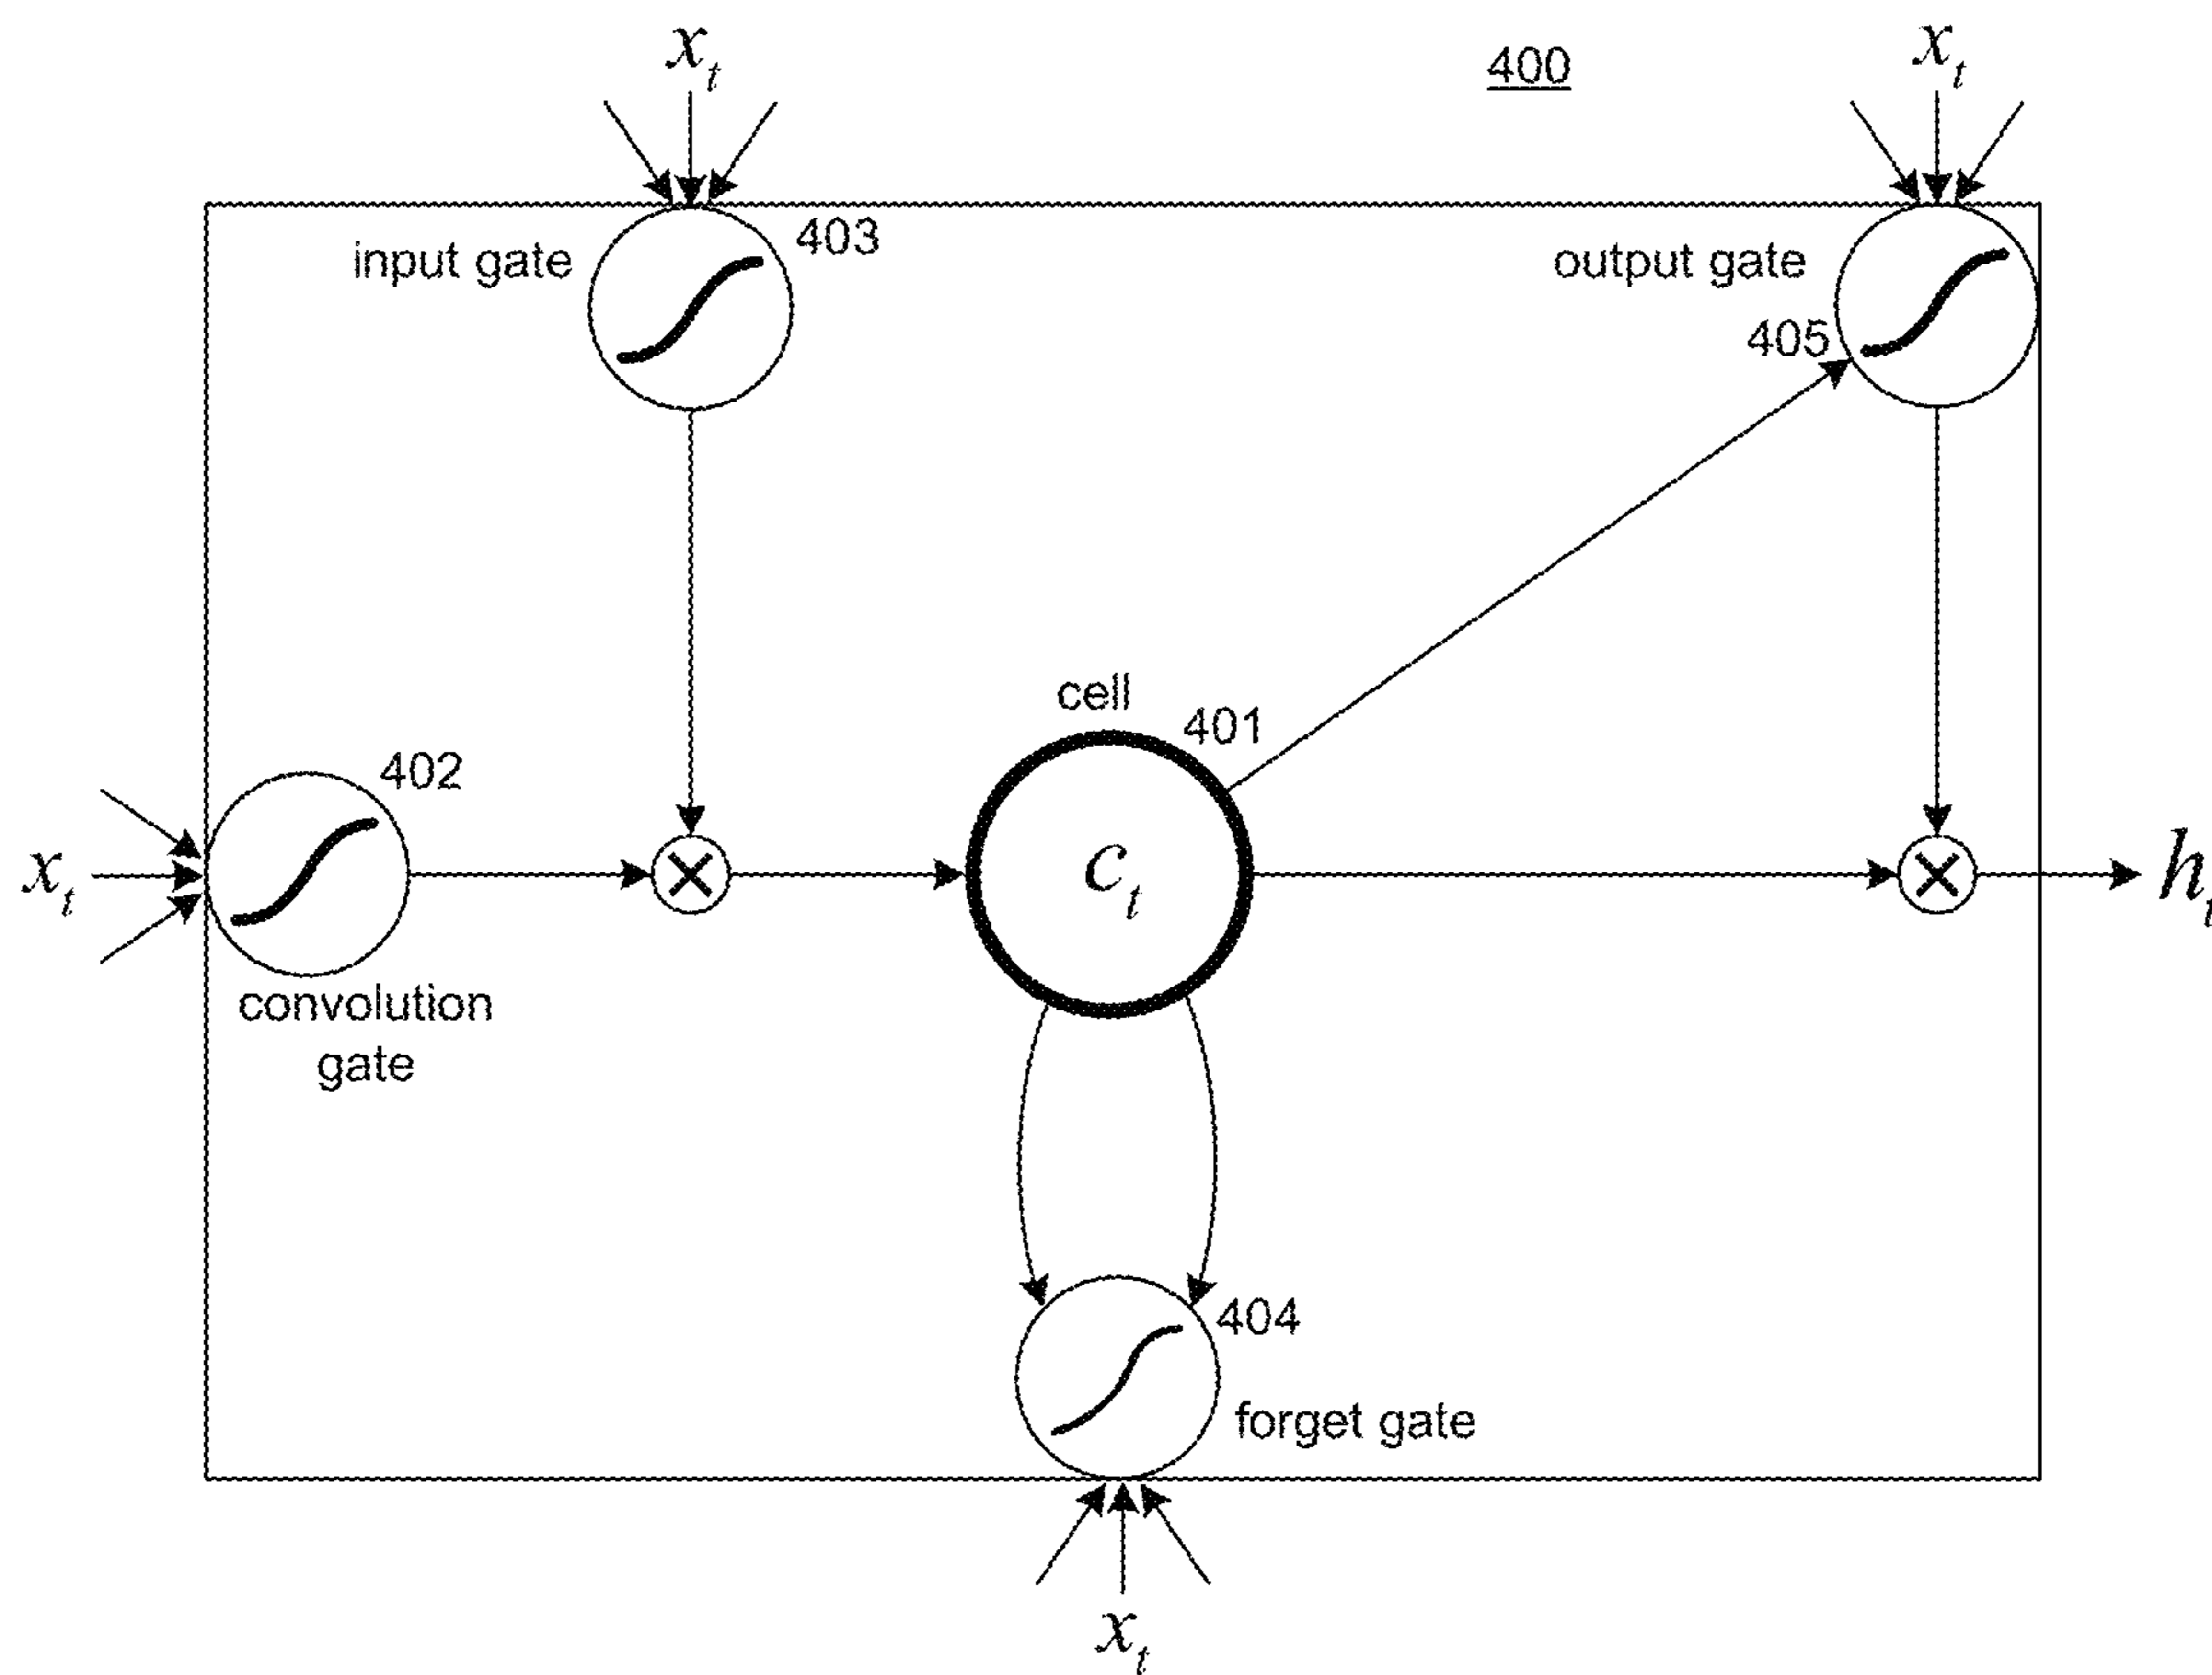 x_t
400
x_t
input gate
403
output gate
405
cell
401
402
x_t
c_t
h_t
convolution
gate
404
forget gate
x_t